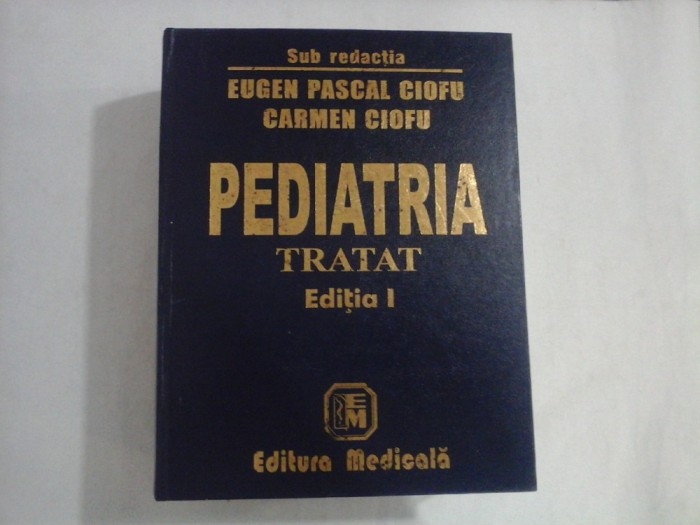 Sub redacția
EUGEN PASCAL CIOFU
CARMEN CIOFU
PEDIATRIA
TRATAT
Ediția I
EM
Editura Medicală